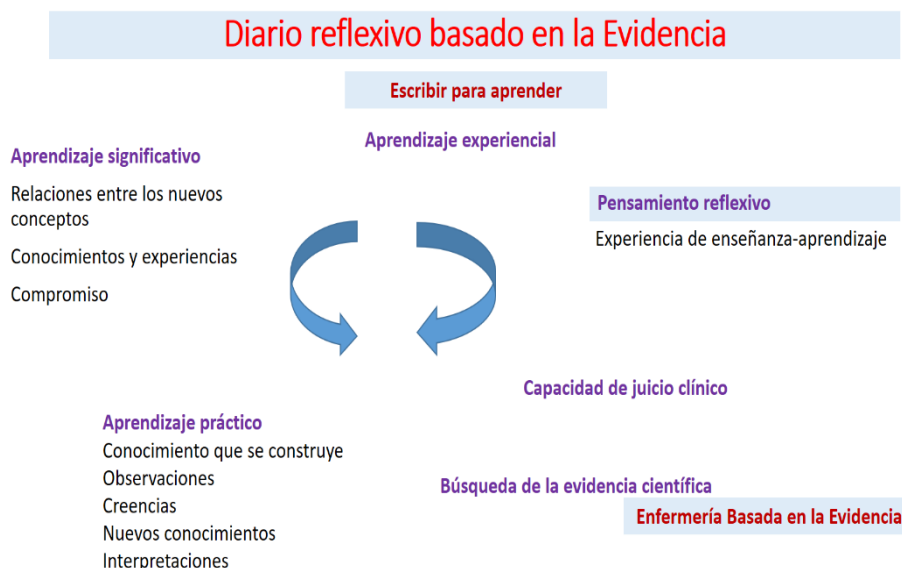 Diario reflexivo basado en la Evidencia
Escribir para aprender
Aprendizaje experiencial
Aprendizaje significativo
Relaciones entre los nuevos
conceptos
Conocimientos y experiencias
Compromiso
Pensamiento reflexivo
Experiencia de enseñanza-aprendizaje
Capacidad de juicio clínico
Aprendizaje práctico
Conocimiento que se construye
Observaciones
Creencias
Nuevos conocimientos
Interpretaciones
Búsqueda de la evidencia científica
Enfermería Basada en la Evidencia